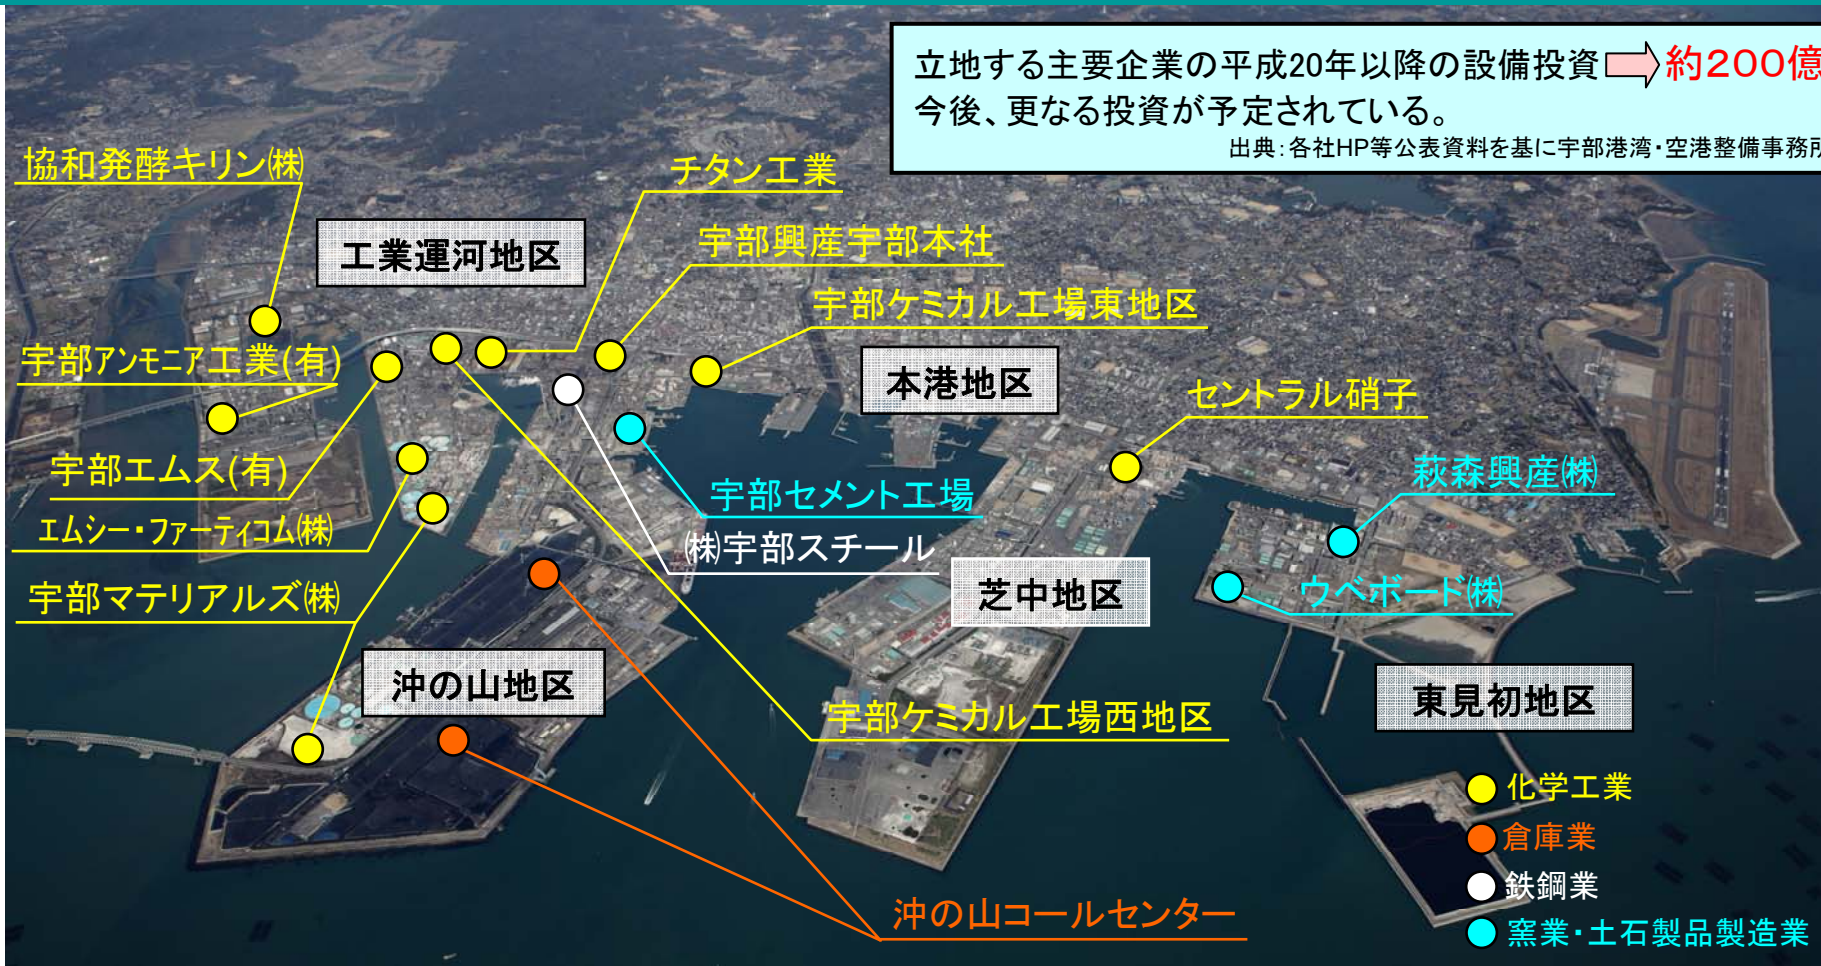 立地する主要企業の平成20年以降の設備投資 約200億
今後、更なる投資が予定されている。
出典:各社HP等公表資料を基に宇部港湾・空港整備事務所
協和発酵キリン㈱
チタン工業
工業運河地区
宇部興産宇部本社
宇部ケミカル工場東地区
宇部アンモニア工業(有)
本港地区
セントラル硝子
宇部エムス(有)
萩森興産㈱
宇部セメント工場
エムシー・ファーティコム㈱
㈱宇部スチール
宇部マテリアルズ㈱
芝中地区
ウベボード㈱
沖の山地区
宇部ケミカル工場西地区
東見初地区
化学工業
倉庫業
鉄鋼業
沖の山コールセンター
窯業・土石製品製造業